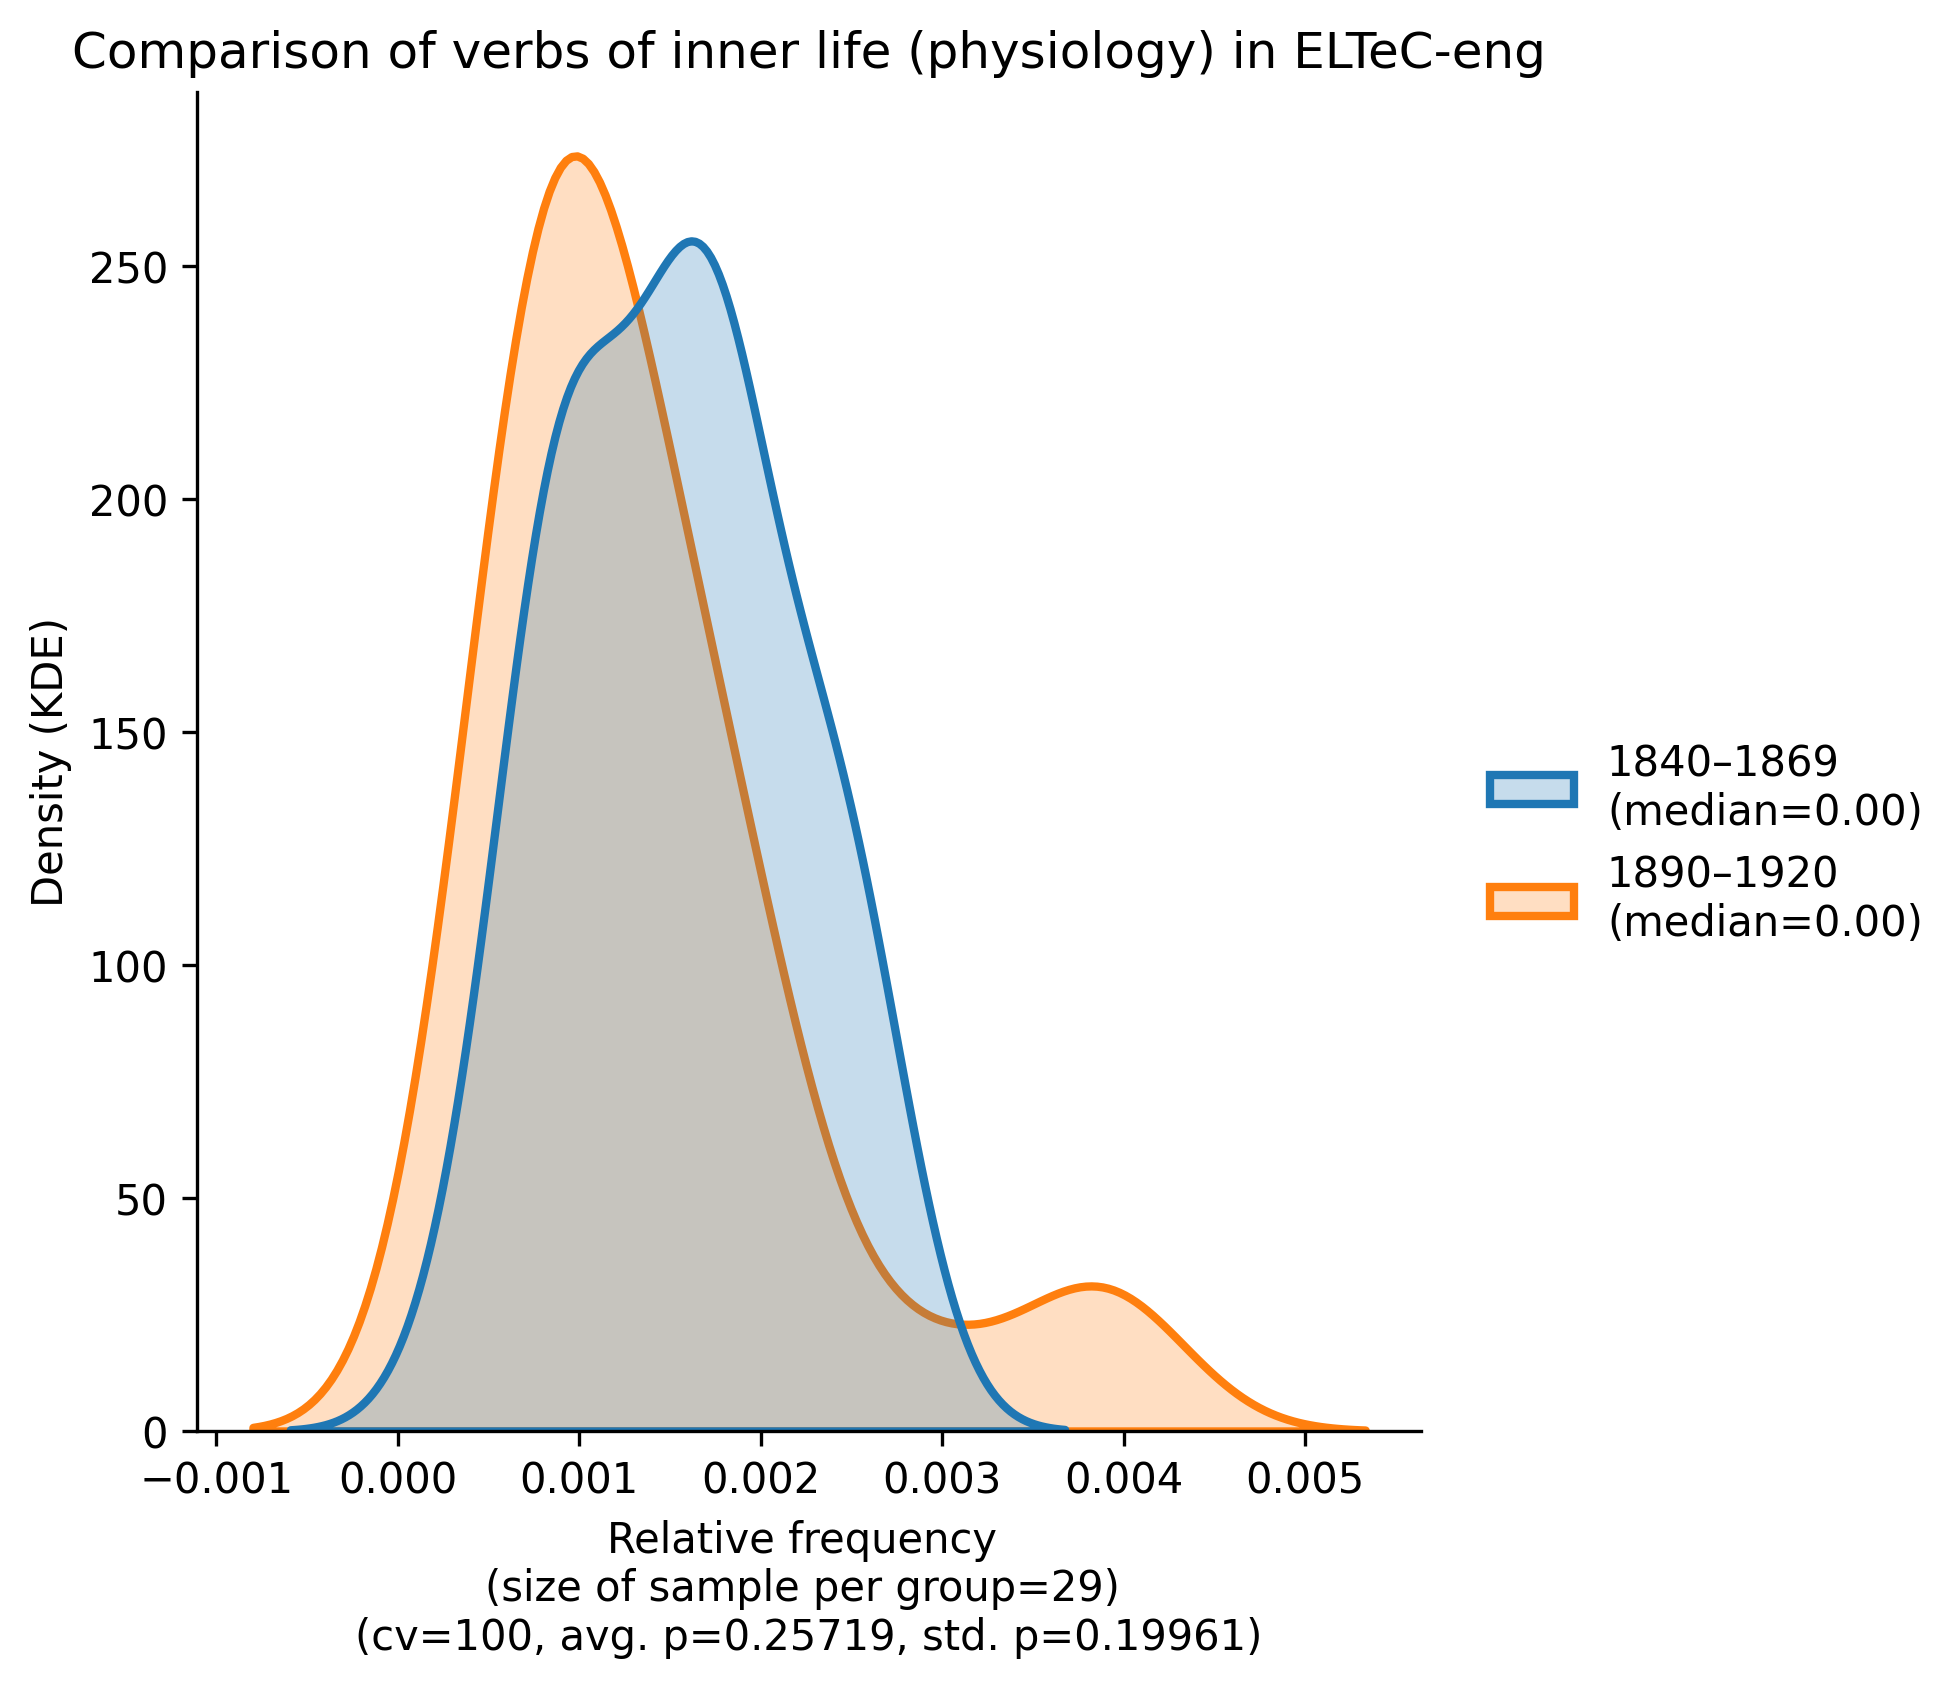 Comparison of verbs of inner life (physiology) in ELTeC-eng
Density (KDE)
250
200
150
100
50
0
−0.001 0.000 0.001 0.002 0.003 0.004 0.005
Relative frequency
(size of sample per group=29)
(cv=100, avg. p=0.25719, std. p=0.19961)
1840–1869
(median=0.00)
1890–1920
(median=0.00)